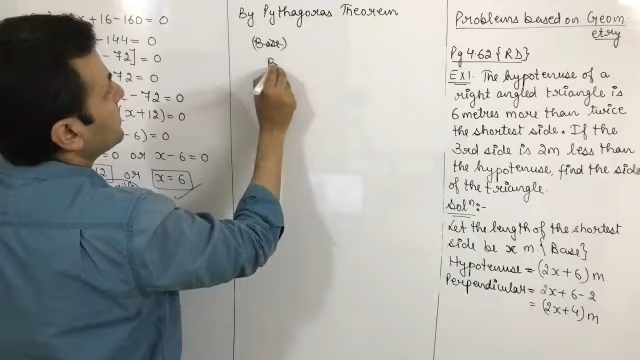 x + 16 - 160 = 0
- 144 = 0
- 72] = 0
72 = 0
- 72 = 0
(x + 12) = 0
- 6) = 0
= 0 or x - 6 = 0
12 or x = 6
By Pythagoras Theorem
(Base)
Problems based on Geom
etry
Pg 4.62 {RD}
EX1. The hypotenuse of a
right angled triangle is
6 metres more than twice
the shortest side. If the
3rd side is 2m less than
the hypotenuse, find the side
of the triangle.
Solⁿ:-
Let the length of the shortest
side be x m {Base}
Hypotenuse = (2x+6) m
Perpendicular = 2x + 6 - 2
= (2x+4) m